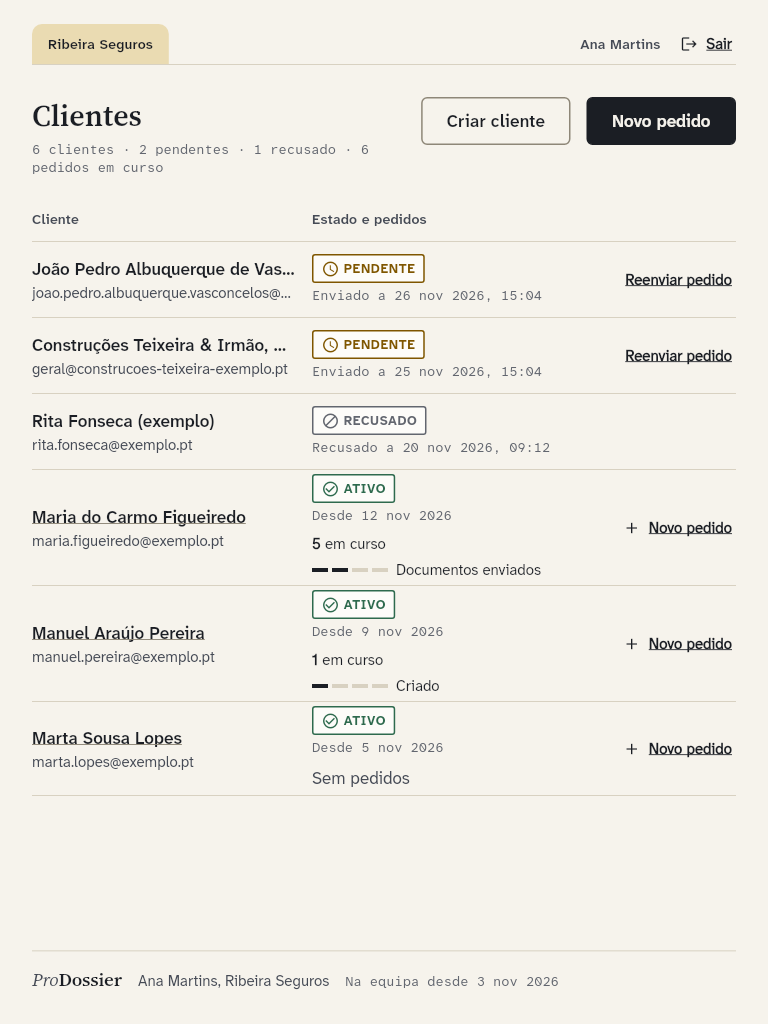 Ribeira Seguros
Ana Martins
Sair
Clientes
6 clientes · 2 pendentes · 1 recusado · 6
pedidos em curso
Criar cliente
Novo pedido
Cliente
Estado e pedidos
João Pedro Albuquerque de Vas...
joao.pedro.albuquerque.vasconcelos@...
PENDENTE
Enviado a 26 nov 2026, 15:04
Reenviar pedido
Construções Teixeira & Irmão, ...
geral@construcoes-teixeira-exemplo.pt
PENDENTE
Enviado a 25 nov 2026, 15:04
Reenviar pedido
Rita Fonseca (exemplo)
rita.fonseca@exemplo.pt
RECUSADO
Recusado a 20 nov 2026, 09:12
Maria do Carmo Figueiredo
maria.figueiredo@exemplo.pt
ATIVO
Desde 12 nov 2026
5 em curso
Documentos enviados
+ Novo pedido
Manuel Araújo Pereira
manuel.pereira@exemplo.pt
ATIVO
Desde 9 nov 2026
1 em curso
Criado
+ Novo pedido
Marta Sousa Lopes
marta.lopes@exemplo.pt
ATIVO
Desde 5 nov 2026
Sem pedidos
+ Novo pedido
ProDossier
Ana Martins, Ribeira Seguros
Na equipa desde 3 nov 2026